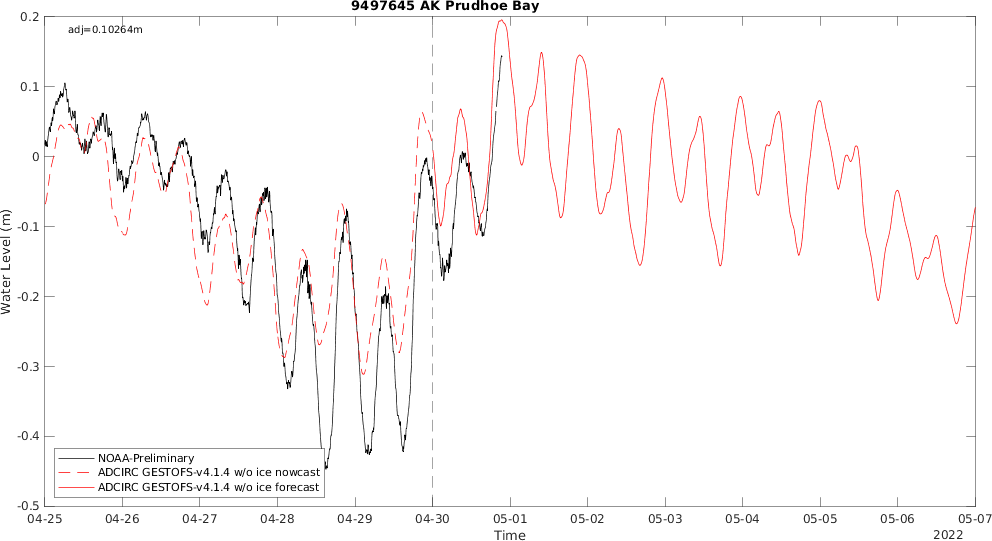 9497645 AK Prudhoe Bay
adj=0.10264m
0.2
0.1
0
-0.1
-0.2
-0.3
-0.4
-0.5
Water Level (m)
NOAA-Preliminary
ADCIRC GESTOFS-v4.1.4 w/o ice nowcast
ADCIRC GESTOFS-v4.1.4 w/o ice forecast
04-25 04-26 04-27 04-28 04-29 04-30 05-01 05-02 05-03 05-04 05-05 05-06 05-07
Time
2022